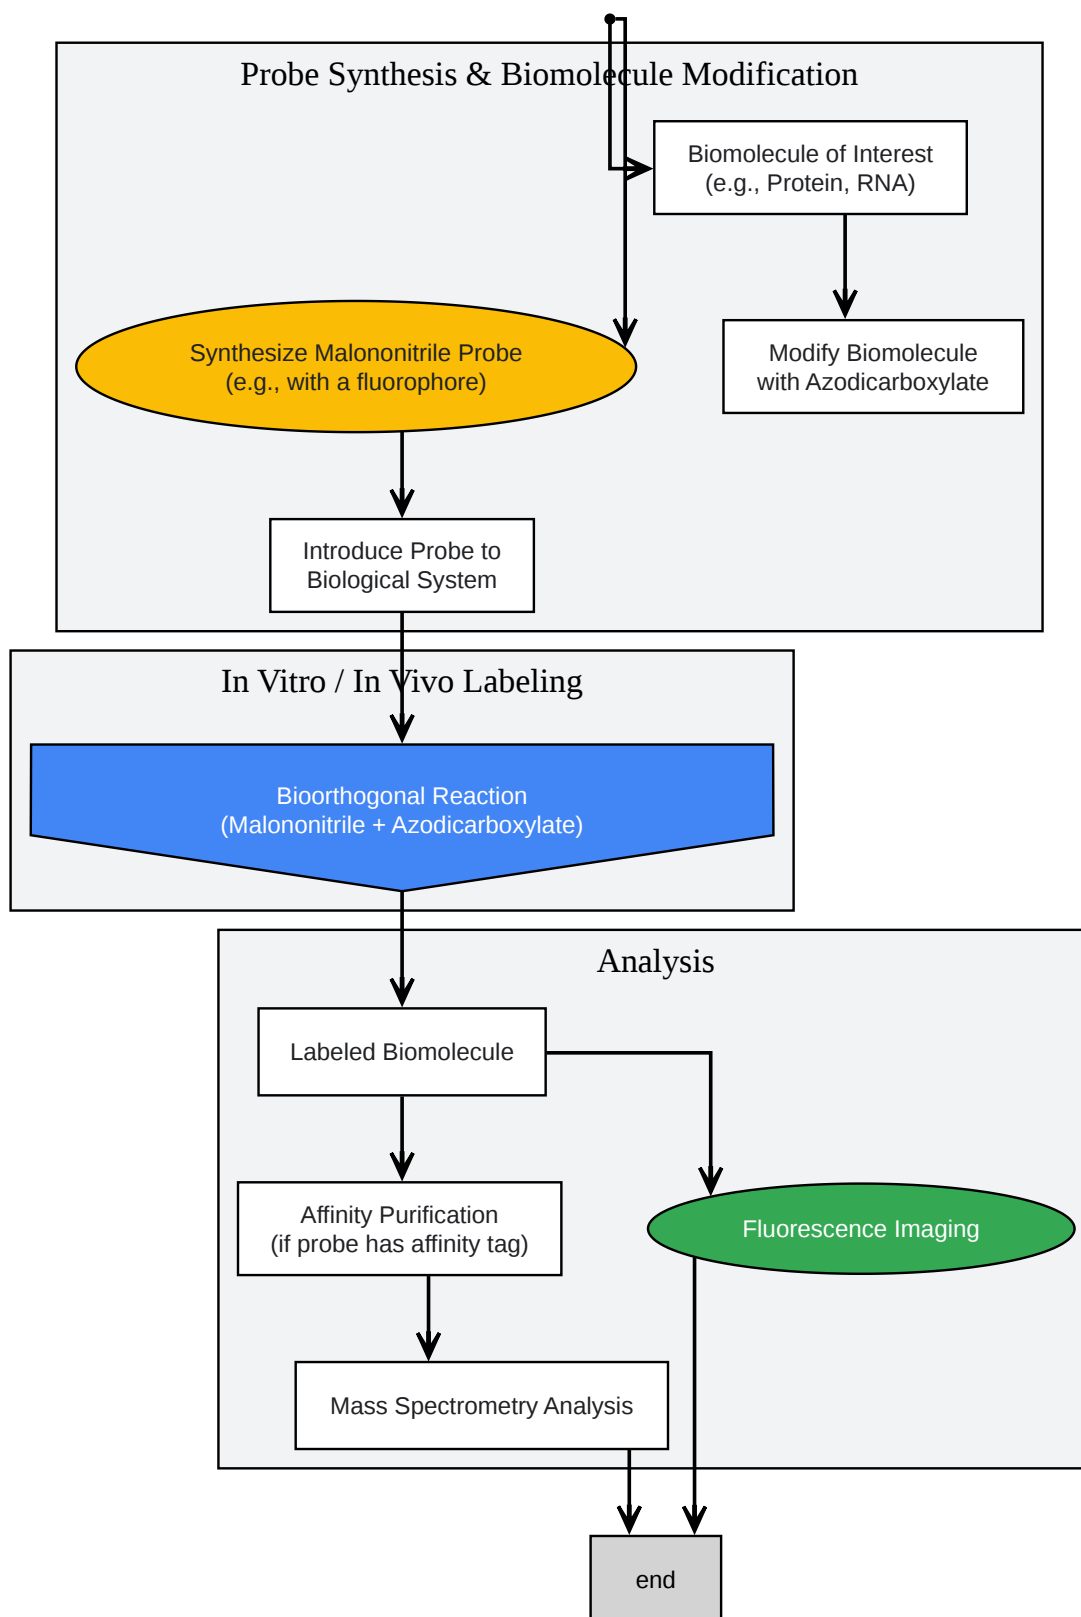 Probe Synthesis & Biomolecule Modification
Biomolecule of Interest
(e.g., Protein, RNA)
Synthesize Malononitrile Probe
(e.g., with a fluorophore)
Modify Biomolecule
with Azodicarboxylate
Introduce Probe to
Biological System
In Vitro / In Vivo Labeling
Bioorthogonal Reaction
(Malononitrile + Azodicarboxylate)
Analysis
Labeled Biomolecule
Affinity Purification
(if probe has affinity tag)
Fluorescence Imaging
Mass Spectrometry Analysis
end